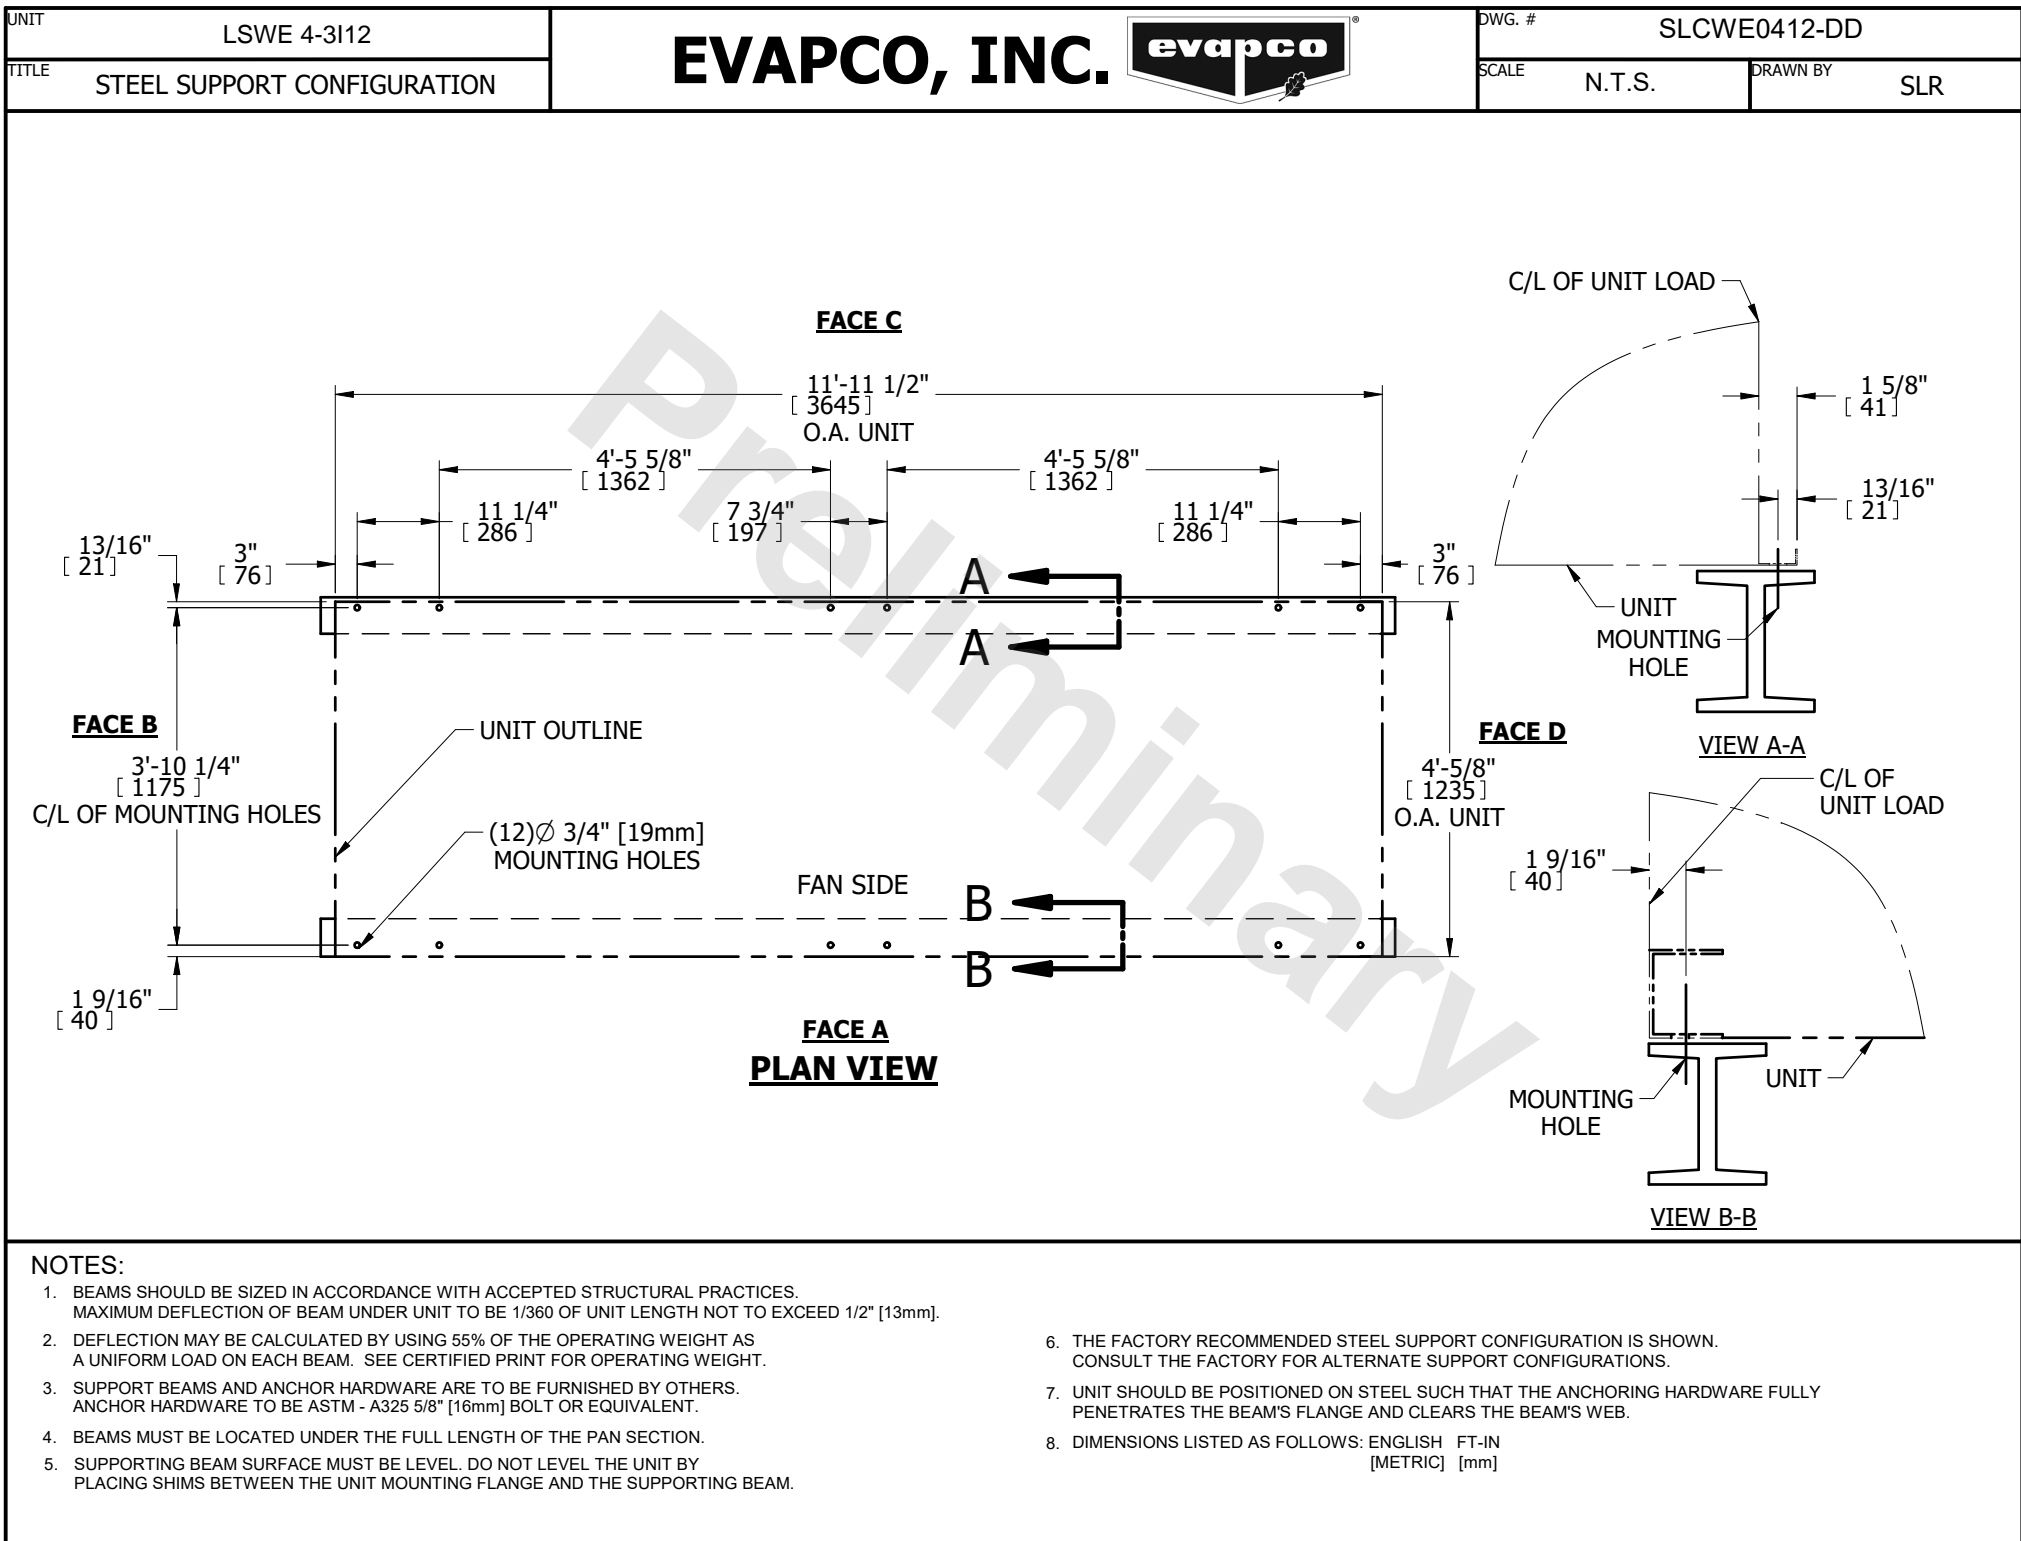 UNIT
LSWE 4-3I12
TITLE
STEEL SUPPORT CONFIGURATION
EVAPCO, INC.
evapco
®
DWG. #
SLCWE0412-DD
SCALE
N.T.S.
DRAWN BY
SLR
Preliminary
FACE C
11'-11 1/2"
[ 3645 ]
O.A. UNIT
4'-5 5/8"
[ 1362 ]
4'-5 5/8"
[ 1362 ]
11 1/4"
[ 286 ]
7 3/4"
[ 197 ]
11 1/4"
[ 286 ]
13/16"
[ 21 ]
3"
[ 76 ]
3"
[ 76 ]
A
A
FACE B
3'-10 1/4"
[ 1175 ]
C/L OF MOUNTING HOLES
UNIT OUTLINE
(12)Ø 3/4" [19mm]
MOUNTING HOLES
FAN SIDE
B
B
FACE D
4'-5/8"
[ 1235 ]
O.A. UNIT
1 9/16"
[ 40 ]
FACE A
PLAN VIEW
C/L OF UNIT LOAD
1 5/8"
[ 41 ]
13/16"
[ 21 ]
UNIT
MOUNTING
HOLE
VIEW A-A
C/L OF
UNIT LOAD
1 9/16"
[ 40 ]
UNIT
MOUNTING
HOLE
VIEW B-B
NOTES:
1. BEAMS SHOULD BE SIZED IN ACCORDANCE WITH ACCEPTED STRUCTURAL PRACTICES.
MAXIMUM DEFLECTION OF BEAM UNDER UNIT TO BE 1/360 OF UNIT LENGTH NOT TO EXCEED 1/2" [13mm].
2. DEFLECTION MAY BE CALCULATED BY USING 55% OF THE OPERATING WEIGHT AS
A UNIFORM LOAD ON EACH BEAM. SEE CERTIFIED PRINT FOR OPERATING WEIGHT.
3. SUPPORT BEAMS AND ANCHOR HARDWARE ARE TO BE FURNISHED BY OTHERS.
ANCHOR HARDWARE TO BE ASTM - A325 5/8" [16mm] BOLT OR EQUIVALENT.
4. BEAMS MUST BE LOCATED UNDER THE FULL LENGTH OF THE PAN SECTION.
5. SUPPORTING BEAM SURFACE MUST BE LEVEL. DO NOT LEVEL THE UNIT BY
PLACING SHIMS BETWEEN THE UNIT MOUNTING FLANGE AND THE SUPPORTING BEAM.
6. THE FACTORY RECOMMENDED STEEL SUPPORT CONFIGURATION IS SHOWN.
CONSULT THE FACTORY FOR ALTERNATE SUPPORT CONFIGURATIONS.
7. UNIT SHOULD BE POSITIONED ON STEEL SUCH THAT THE ANCHORING HARDWARE FULLY
PENETRATES THE BEAM'S FLANGE AND CLEARS THE BEAM'S WEB.
8. DIMENSIONS LISTED AS FOLLOWS: ENGLISH FT-IN
[METRIC] [mm]